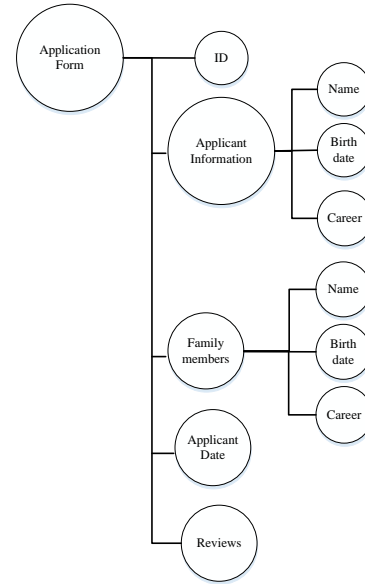 Application
Form
ID
Applicant
Information
Name
Birth
date
Career
Family
members
Name
Birth
date
Career
Applicant
Date
Reviews